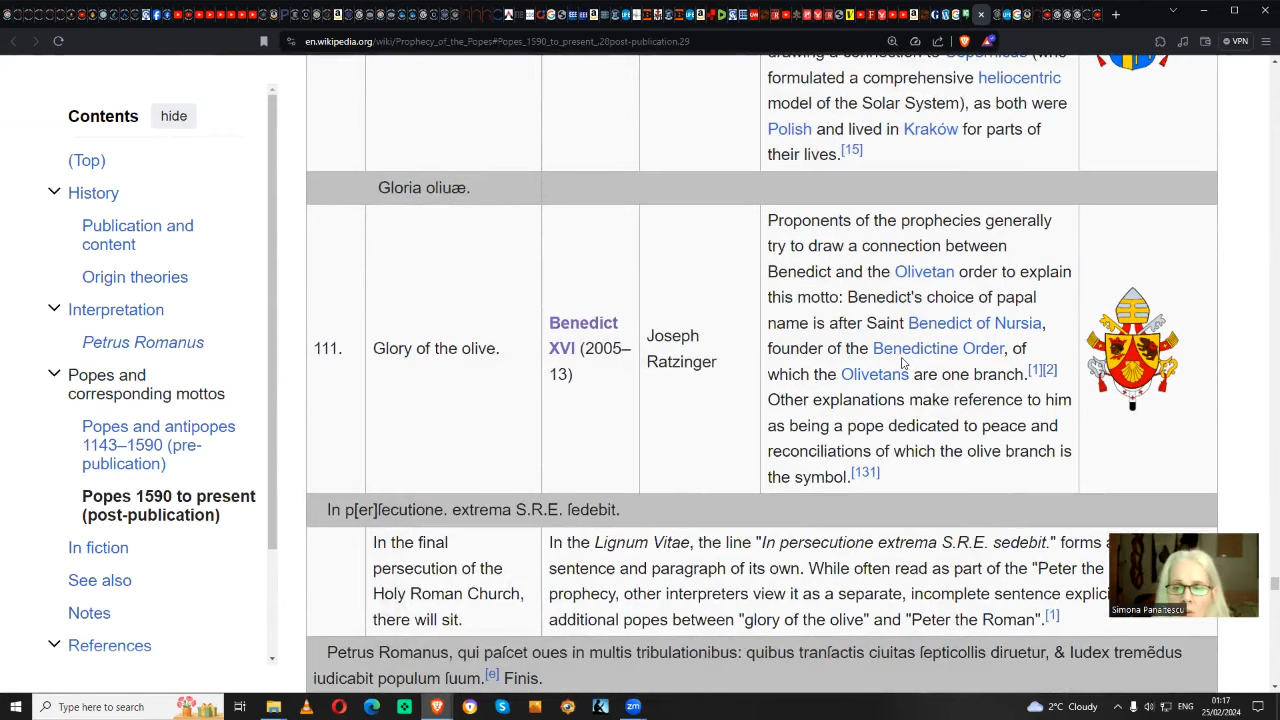 en.wikipedia.org/wiki/Prophecy_of_the_Popes#Popes_1590_to_present_,20post-publication.29
VPN
Contents
hide
(Top)
History
Publication and
content
Origin theories
Interpretation
Petrus Romanus
Popes and
corresponding mottos
Popes and antipopes
1143–1590 (pre-
publication)
Popes 1590 to present
(post-publication)
In fiction
See also
Notes
References
formulated a comprehensive heliocentric
model of the Solar System), as both were
Polish and lived in Kraków for parts of
their lives.[15]
Gloria oliuæ.
111.
Glory of the olive.
Benedict
XVI (2005–
13)
Joseph
Ratzinger
Proponents of the prophecies generally
try to draw a connection between
Benedict and the Olivetan order to explain
this motto: Benedict's choice of papal
name is after Saint Benedict of Nursia,
founder of the Benedictine Order, of
which the Olivetans are one branch.[1][2]
Other explanations make reference to him
as being a pope dedicated to peace and
reconciliations of which the olive branch is
the symbol.[131]
In p[er]ſecutione. extrema S.R.E. ſedebit.
In the final
persecution of the
Holy Roman Church,
there will sit.
In the Lignum Vitae, the line "In persecutione extrema S.R.E. sedebit." forms a
sentence and paragraph of its own. While often read as part of the "Peter the
prophecy, other interpreters view it as a separate, incomplete sentence explici
additional popes between "glory of the olive" and "Peter the Roman".[1]
Simona Panaitescu
Petrus Romanus, qui paſcet oues in multis tribulationibus: quibus tranſactis ciuitas ſepticollis diruetur, & Iudex tremẽdus
iudicabit populum ſuum.[e] Finis.
Type here to search
2°C Cloudy
ENG
01:17
25/02/2024